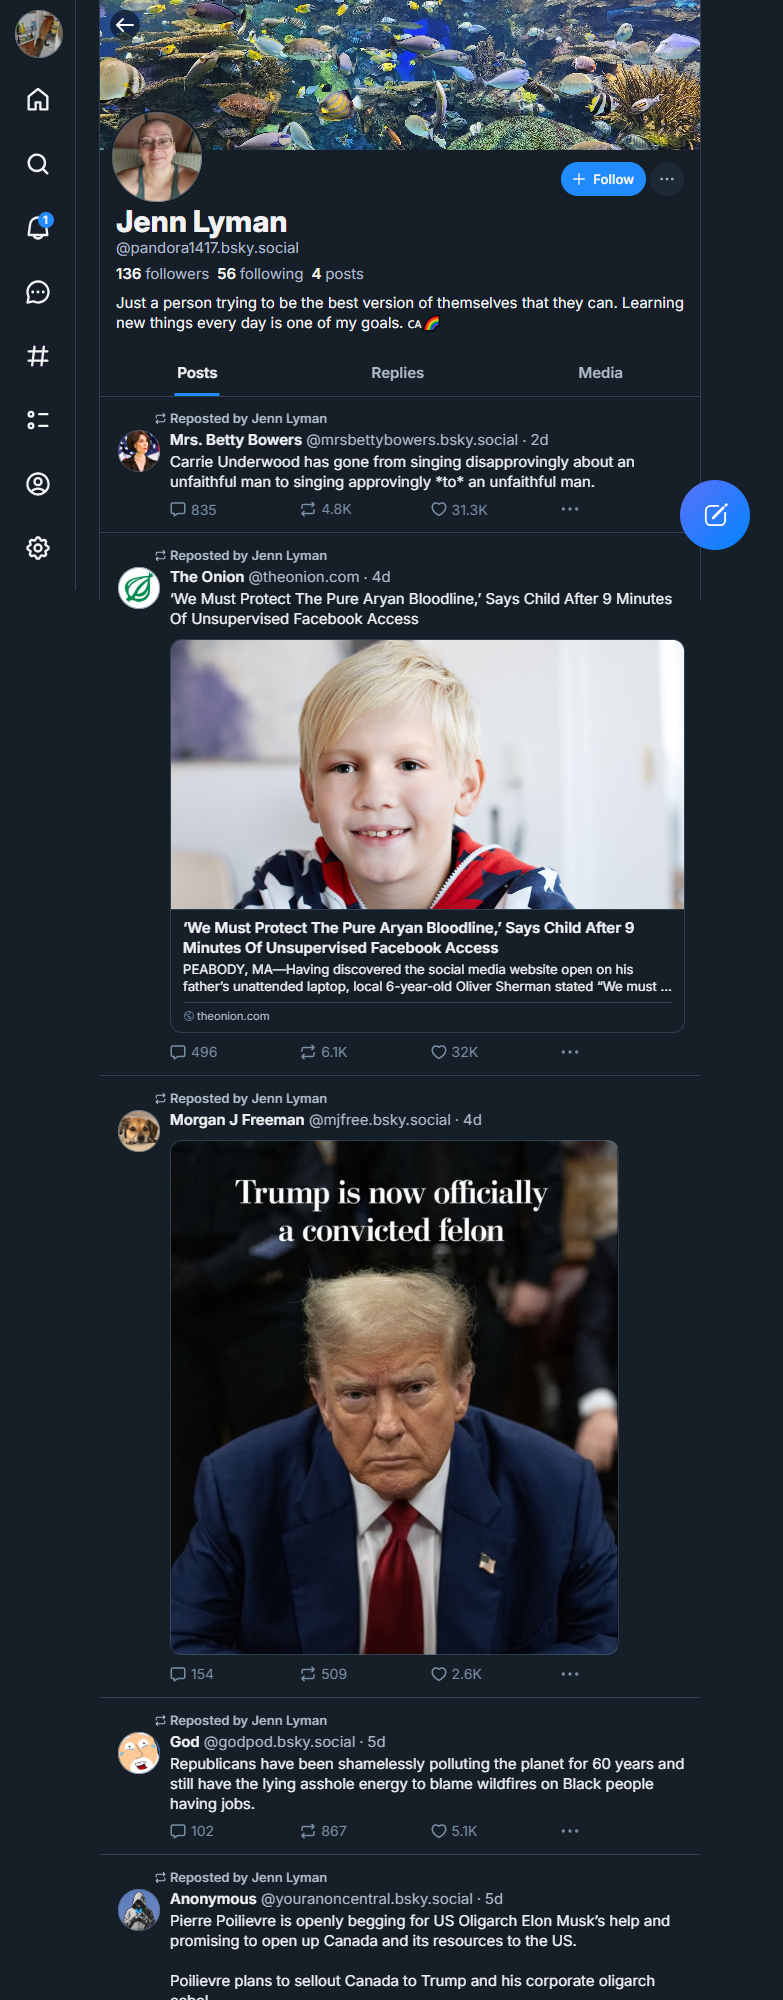 1
+ Follow
Jenn Lyman
@pandora1417.bsky.social
136 followers 56 following 4 posts
Just a person trying to be the best version of themselves that they can. Learning
new things every day is one of my goals. 🇨🇦🌈
Posts Replies Media
Reposted by Jenn Lyman
Mrs. Betty Bowers @mrsbettybowers.bsky.social · 2d
Carrie Underwood has gone from singing disapprovingly about an
unfaithful man to singing approvingly *to* an unfaithful man.
835 4.8K 31.3K
Reposted by Jenn Lyman
The Onion @theonion.com · 4d
‘We Must Protect The Pure Aryan Bloodline,’ Says Child After 9 Minutes
Of Unsupervised Facebook Access
‘We Must Protect The Pure Aryan Bloodline,’ Says Child After 9
Minutes Of Unsupervised Facebook Access
PEABODY, MA—Having discovered the social media website open on his
father’s unattended laptop, local 6-year-old Oliver Sherman stated “We must ...
theonion.com
496 6.1K 32K
Reposted by Jenn Lyman
Morgan J Freeman @mjfree.bsky.social · 4d
Trump is now officially
a convicted felon
154 509 2.6K
Reposted by Jenn Lyman
God @godpod.bsky.social · 5d
Republicans have been shamelessly polluting the planet for 60 years and
still have the lying asshole energy to blame wildfires on Black people
having jobs.
102 867 5.1K
Reposted by Jenn Lyman
Anonymous @youranoncentral.bsky.social · 5d
Pierre Poilievre is openly begging for US Oligarch Elon Musk’s help and
promising to open up Canada and its resources to the US.
Poilievre plans to sellout Canada to Trump and his corporate oligarch